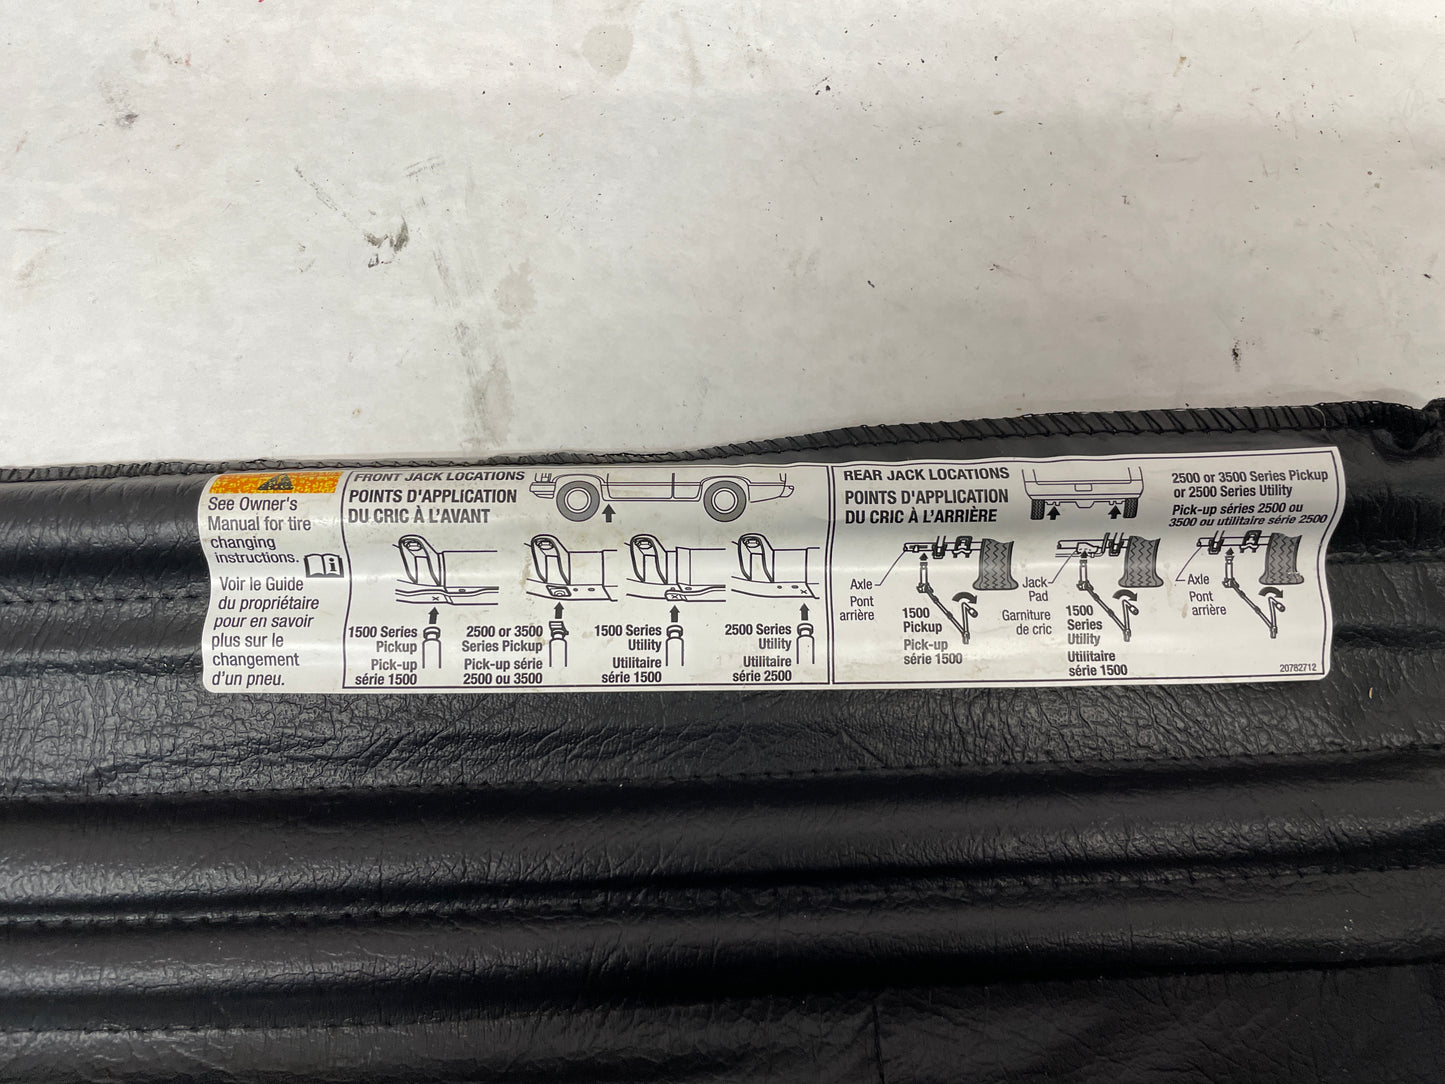 See Owner's
Manual for tire
changing
instructions.
Voir le Guide
du propriétaire
pour en savoir
plus sur le
changement
d'un pneu.
FRONT JACK LOCATIONS
POINTS D'APPLICATION
DU CRIC À L'AVANT
1500 Series
Pickup
Pick-up
série 1500
2500 or 3500
Series Pickup
Pick-up série
2500 ou 3500
1500 Series
Utility
Utilitaire
série 1500
2500 Series
Utility
Utilitaire
série 2500
REAR JACK LOCATIONS
POINTS D'APPLICATION
DU CRIC À L'ARRIÈRE
Axle
Pont
arrière
1500
Pickup
Pick-up
série 1500
Jack
Pad
Garniture
de cric
1500
Series
Utility
Utilitaire
série 1500
2500 or 3500 Series Pickup
or 2500 Series Utility
Pick-up séries 2500 ou
3500 ou utilitaire série 2500
Axle
Pont
arrière
20782712